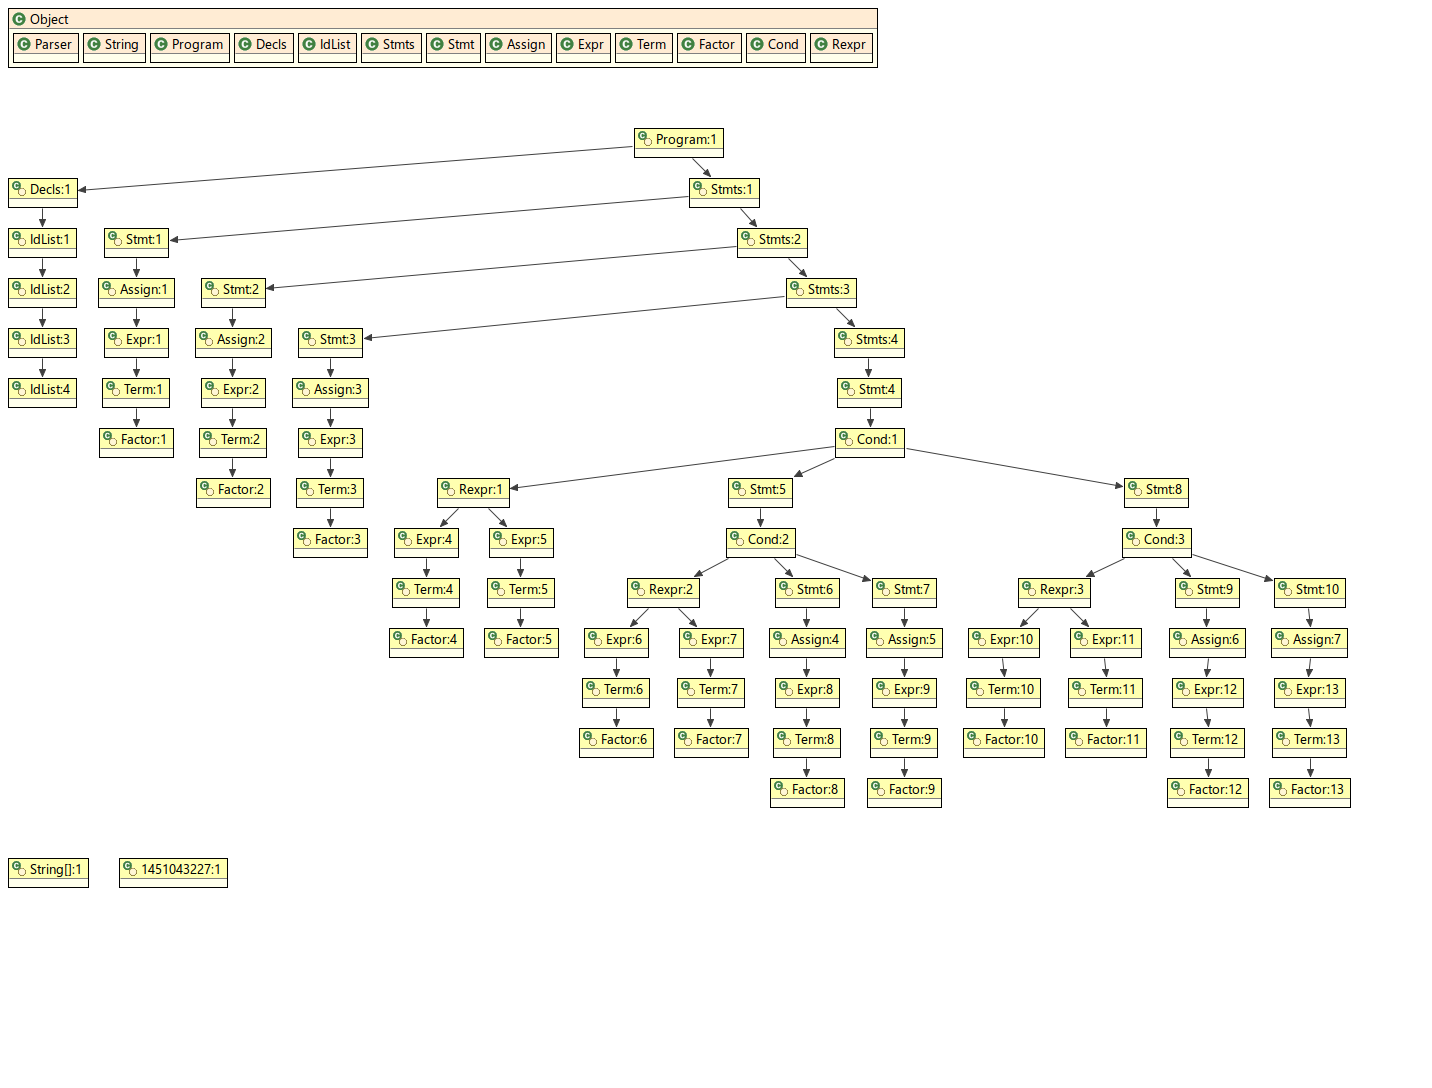 Object
Parser String Program Decls IdList Stmts Stmt Assign Expr Term Factor Cond Rexpr
Program:1
Decls:1 Stmts:1
IdList:1 Stmt:1 Stmts:2
IdList:2 Assign:1 Stmt:2 Stmts:3
IdList:3 Expr:1 Assign:2 Stmt:3 Stmts:4
IdList:4 Term:1 Expr:2 Assign:3 Stmt:4
Factor:1 Term:2 Expr:3 Cond:1
Factor:2 Term:3 Rexpr:1 Stmt:5 Stmt:8
Factor:3 Expr:4 Expr:5 Cond:2 Cond:3
Term:4 Term:5 Rexpr:2 Stmt:6 Stmt:7 Rexpr:3 Stmt:9 Stmt:10
Factor:4 Factor:5 Expr:6 Expr:7 Assign:4 Assign:5 Expr:10 Expr:11 Assign:6 Assign:7
Term:6 Term:7 Expr:8 Expr:9 Term:10 Term:11 Expr:12 Expr:13
Factor:6 Factor:7 Term:8 Term:9 Factor:10 Factor:11 Term:12 Term:13
Factor:8 Factor:9 Factor:12 Factor:13
String[]:1 1451043227:1